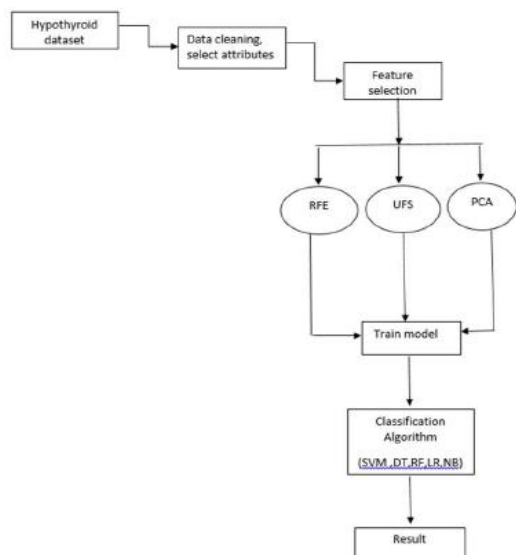 Hypothyroid
dataset
Data cleaning,
select attributes
Feature
selection
RFE
UFS
PCA
Train model
Classification
Algorithm
(SVM ,DT,RF,LR,NB)
Result